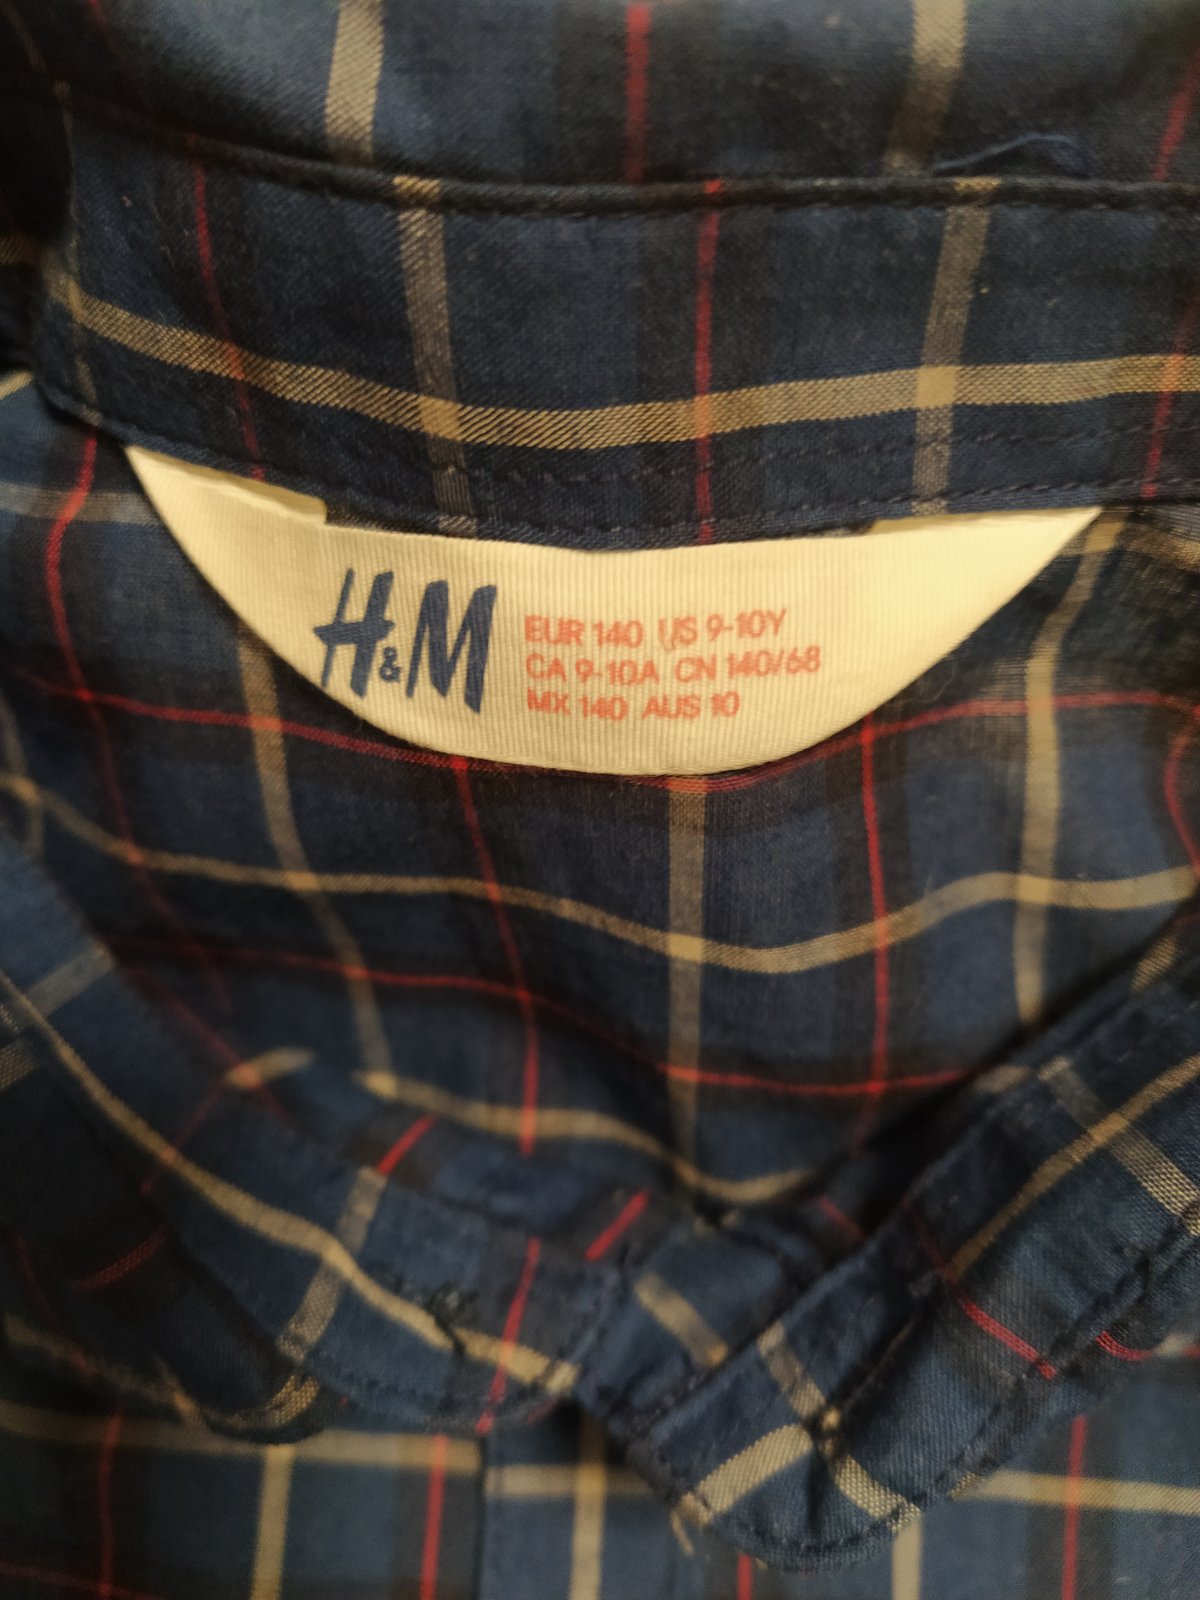 H&M
EUR 140 US 9-10Y
CA 9-10A CN 140/68
MX 140 AUS 10